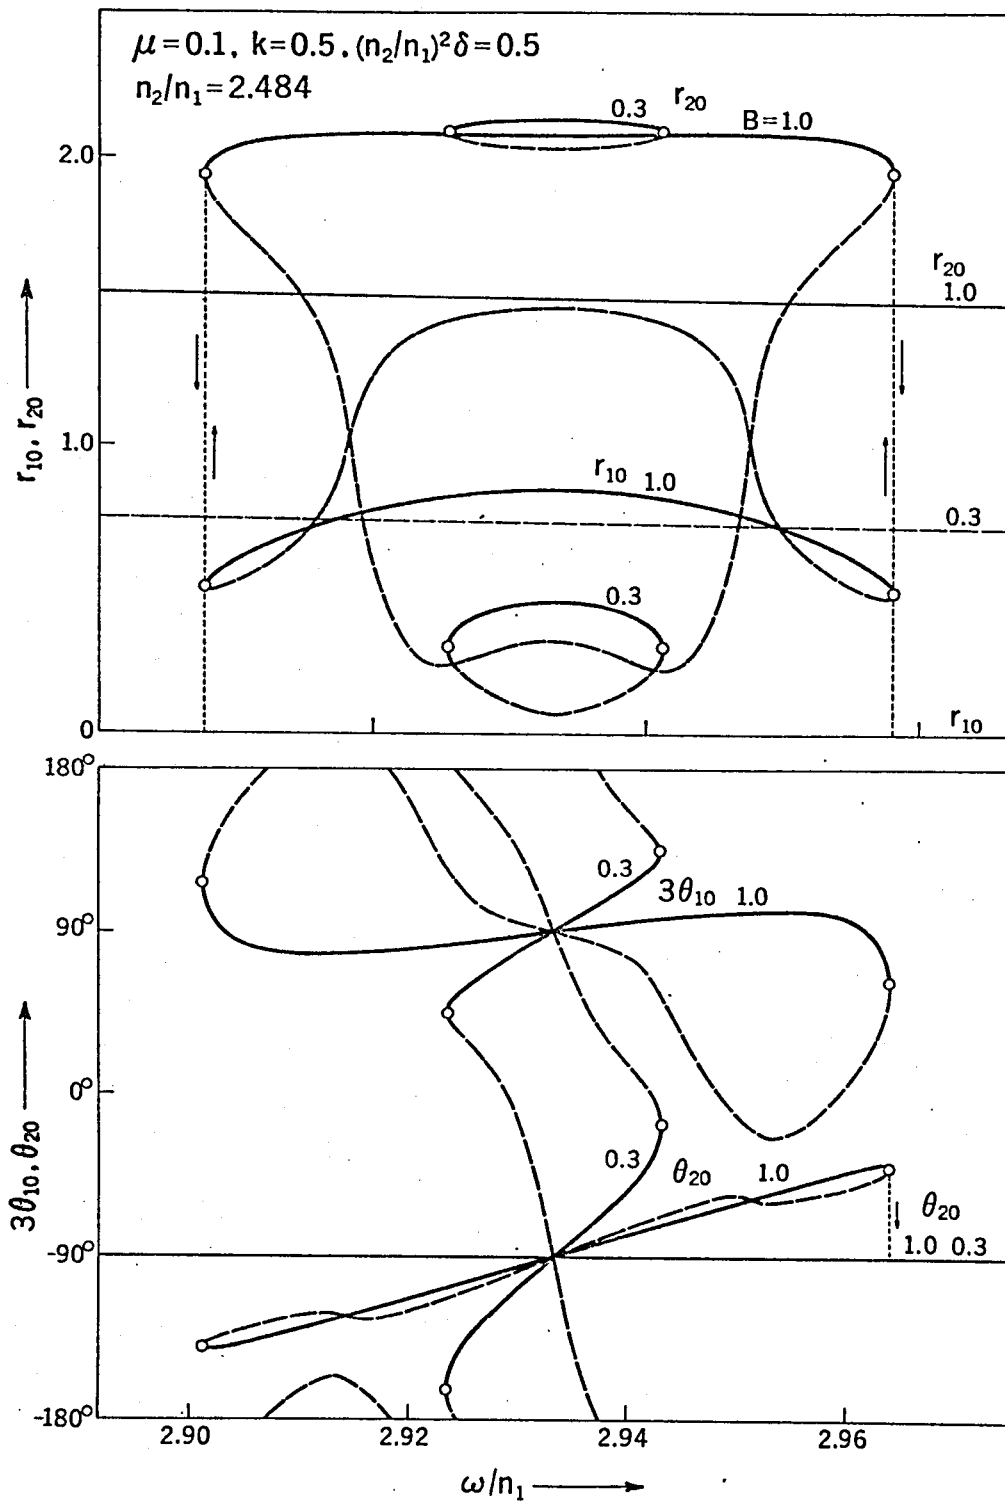 μ=0.1, k=0.5, (n₂/n₁)²δ=0.5
n₂/n₁=2.484
0.3 r₂₀
B=1.0
2.0
r₂₀
1.0
r₁₀, r₂₀
1.0
r₁₀ 1.0
0.3
0.3
0
r₁₀
180°
0.3
3θ₁₀ 1.0
90°
0°
3θ₁₀, θ₂₀
0.3 θ₂₀ 1.0
θ₂₀
-90°
1.0 0.3
-180°
2.90 2.92 2.94 2.96
ω/n₁